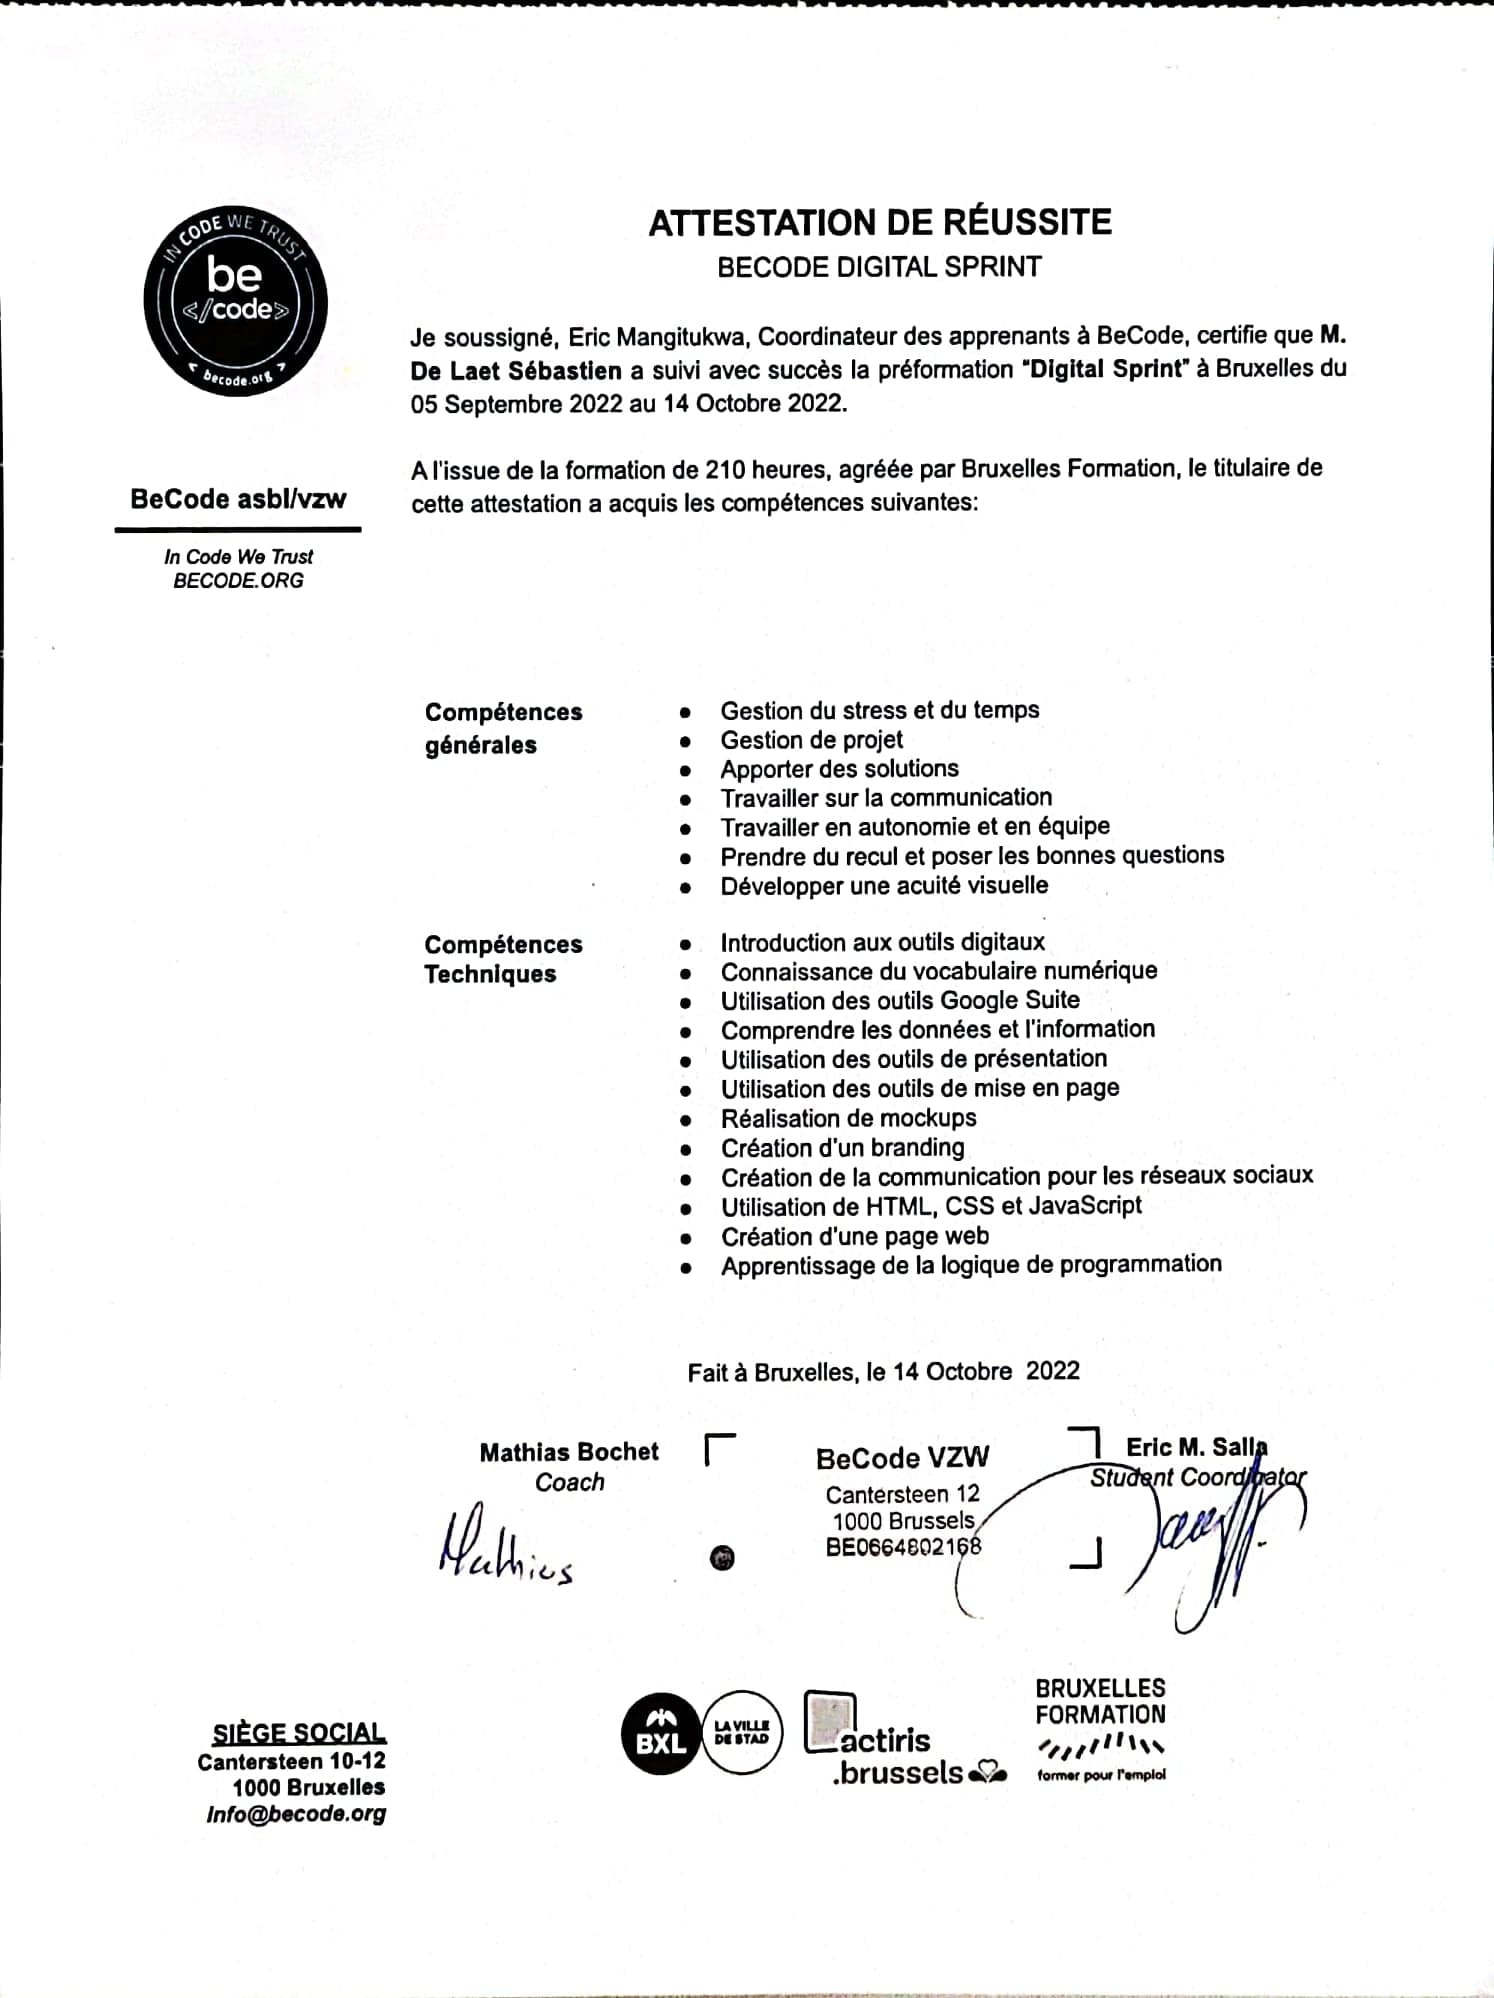 ATTESTATION DE RÉUSSITE
BECODE DIGITAL SPRINT
IN CODE WE TRUST
be
</code>
< becode.org >
Je soussigné, Eric Mangitukwa, Coordinateur des apprenants à BeCode, certifie que M.
De Laet Sébastien a suivi avec succès la préformation "Digital Sprint" à Bruxelles du
05 Septembre 2022 au 14 Octobre 2022.
A l'issue de la formation de 210 heures, agréée par Bruxelles Formation, le titulaire de
cette attestation a acquis les compétences suivantes:
BeCode asbl/vzw
In Code We Trust
BECODE.ORG
Compétences
générales
• Gestion du stress et du temps
• Gestion de projet
• Apporter des solutions
• Travailler sur la communication
• Travailler en autonomie et en équipe
• Prendre du recul et poser les bonnes questions
• Développer une acuité visuelle
Compétences
Techniques
• Introduction aux outils digitaux
• Connaissance du vocabulaire numérique
• Utilisation des outils Google Suite
• Comprendre les données et l'information
• Utilisation des outils de présentation
• Utilisation des outils de mise en page
• Réalisation de mockups
• Création d'un branding
• Création de la communication pour les réseaux sociaux
• Utilisation de HTML, CSS et JavaScript
• Création d'une page web
• Apprentissage de la logique de programmation
Fait à Bruxelles, le 14 Octobre 2022
Mathias Bochet
Coach
Mathias
BeCode VZW
Cantersteen 12
1000 Brussels
BE0664802168
Eric M. Salla
Student Coordinator
SIÈGE SOCIAL
Cantersteen 10-12
1000 Bruxelles
Info@becode.org
BXL
LA VILLE
DE STAD
actiris
.brussels
BRUXELLES
FORMATION
former pour l'emploi